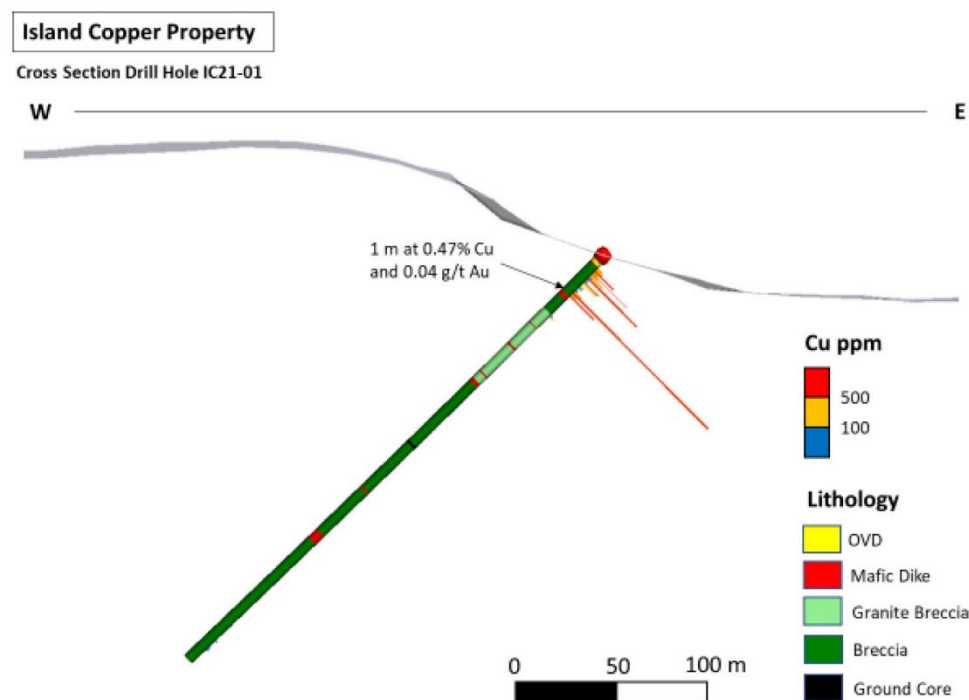 Island Copper Property
Cross Section Drill Hole IC21-01
W E
1 m at 0.47% Cu
and 0.04 g/t Au
Cu ppm
500
100
Lithology
OVD
Mafic Dike
Granite Breccia
Breccia
Ground Core
0 50 100 m